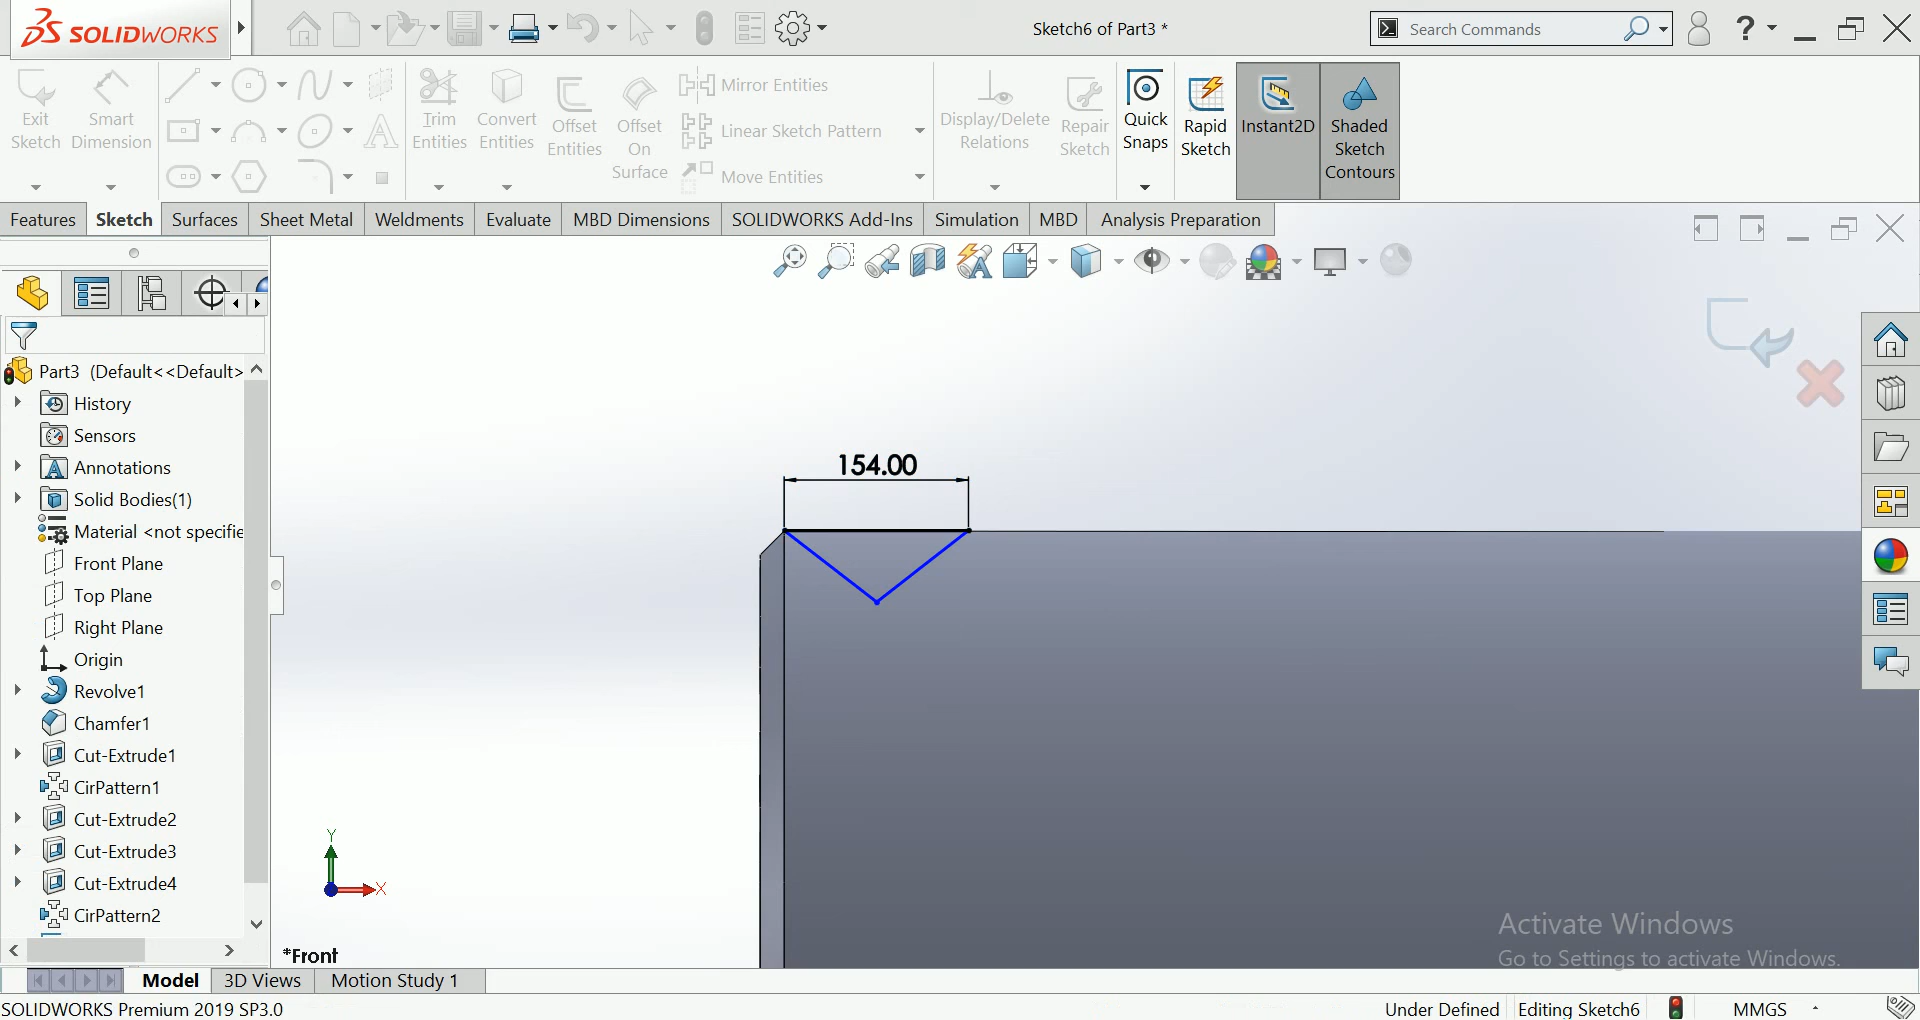 SOLIDWORKS
Sketch6 of Part3 *
Search Commands
?
Exit Sketch
Smart Dimension
Trim Entities
Convert Entities
Offset Entities
Offset On Surface
Mirror Entities
Linear Sketch Pattern
Move Entities
Display/Delete Relations
Repair Sketch
Quick Snaps
Rapid Sketch
Instant2D
Shaded Sketch Contours
Features
Sketch
Surfaces
Sheet Metal
Weldments
Evaluate
MBD Dimensions
SOLIDWORKS Add-Ins
Simulation
MBD
Analysis Preparation
Part3 (Default<<Default>
History
Sensors
Annotations
Solid Bodies(1)
Material <not specifie
Front Plane
Top Plane
Right Plane
Origin
Revolve1
Chamfer1
Cut-Extrude1
CirPattern1
Cut-Extrude2
Cut-Extrude3
Cut-Extrude4
CirPattern2
154.00
Y
X
*Front
Activate Windows
Go to Settings to activate Windows.
Model
3D Views
Motion Study 1
SOLIDWORKS Premium 2019 SP3.0
Under Defined
Editing Sketch6
MMGS